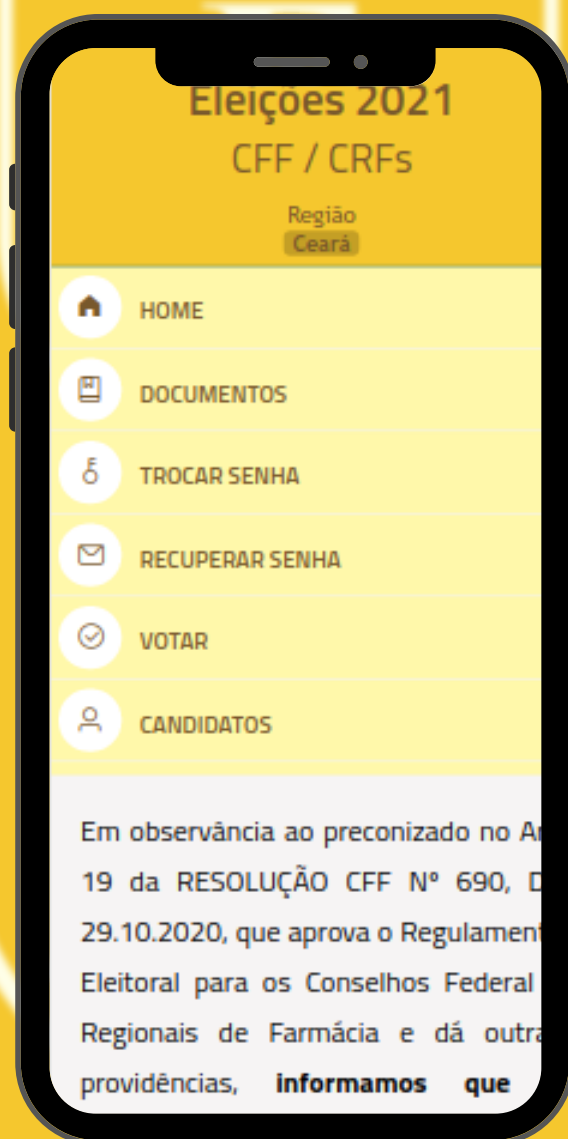 Eleições 2021
CFF / CRFs
Região
Ceará
HOME
DOCUMENTOS
TROCAR SENHA
RECUPERAR SENHA
VOTAR
CANDIDATOS
Em observância ao preconizado no
19 da RESOLUÇÃO CFF Nº 690,
29.10.2020, que aprova o Regulament
Eleitoral para os Conselhos Federal
Regionais de Farmácia e dá outra
providências, informamos que